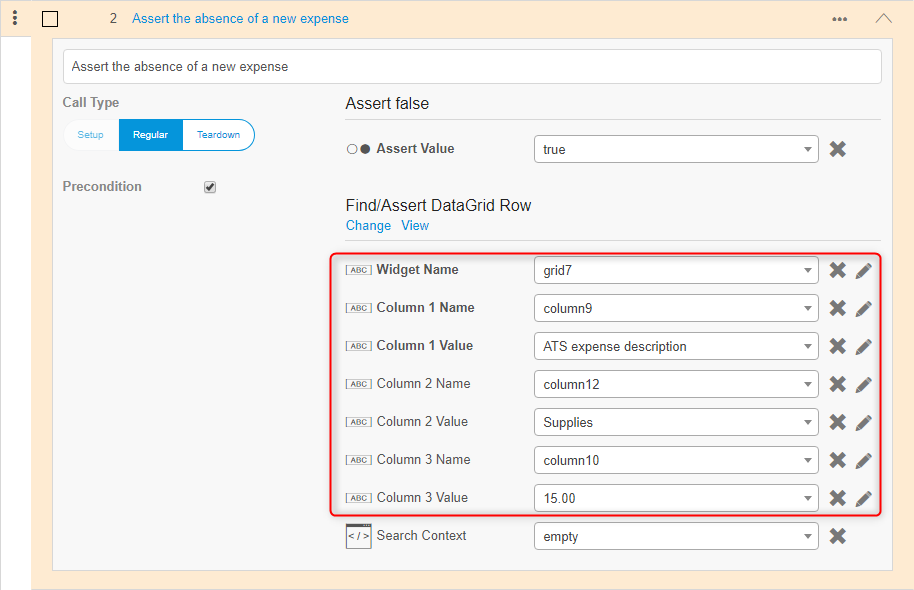 2 Assert the absence of a new expense
Assert the absence of a new expense
Call Type
Setup Regular Teardown
Precondition
Assert false
Assert Value true
Find/Assert DataGrid Row
Change View
ABC Widget Name grid7
ABC Column 1 Name column9
ABC Column 1 Value ATS expense description
ABC Column 2 Name column12
ABC Column 2 Value Supplies
ABC Column 3 Name column10
ABC Column 3 Value 15.00
</> Search Context empty